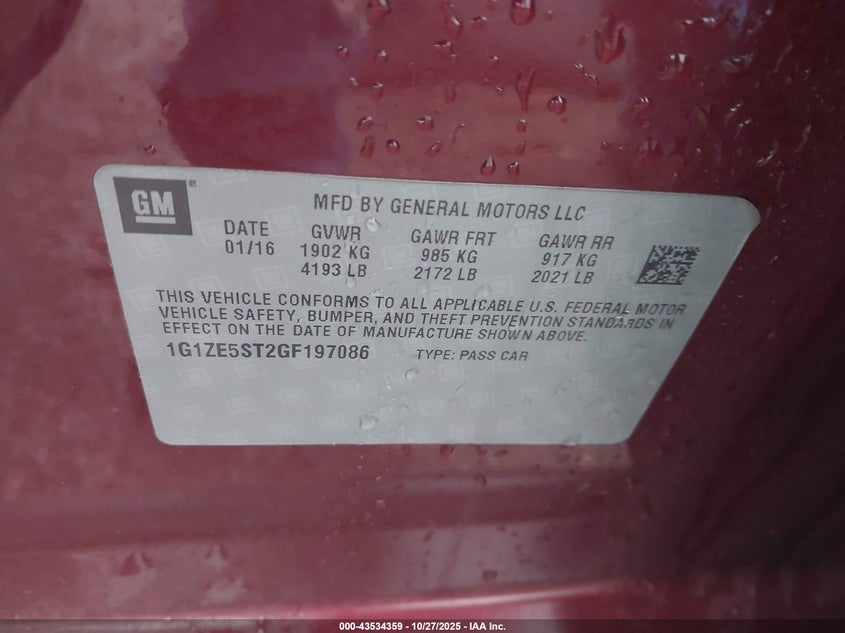 GM ®
MFD BY GENERAL MOTORS LLC
DATE GVWR GAWR FRT GAWR RR
01/16 1902 KG 985 KG 917 KG
4193 LB 2172 LB 2021 LB
THIS VEHICLE CONFORMS TO ALL APPLICABLE U.S. FEDERAL MOTOR
VEHICLE SAFETY, BUMPER, AND THEFT PREVENTION STANDARDS IN
EFFECT ON THE DATE OF MANUFACTURE SHOWN ABOVE.
1G1ZE5ST2GF197086 TYPE: PASS CAR
000-43534359 | 10/27/2025 - IAA Inc.